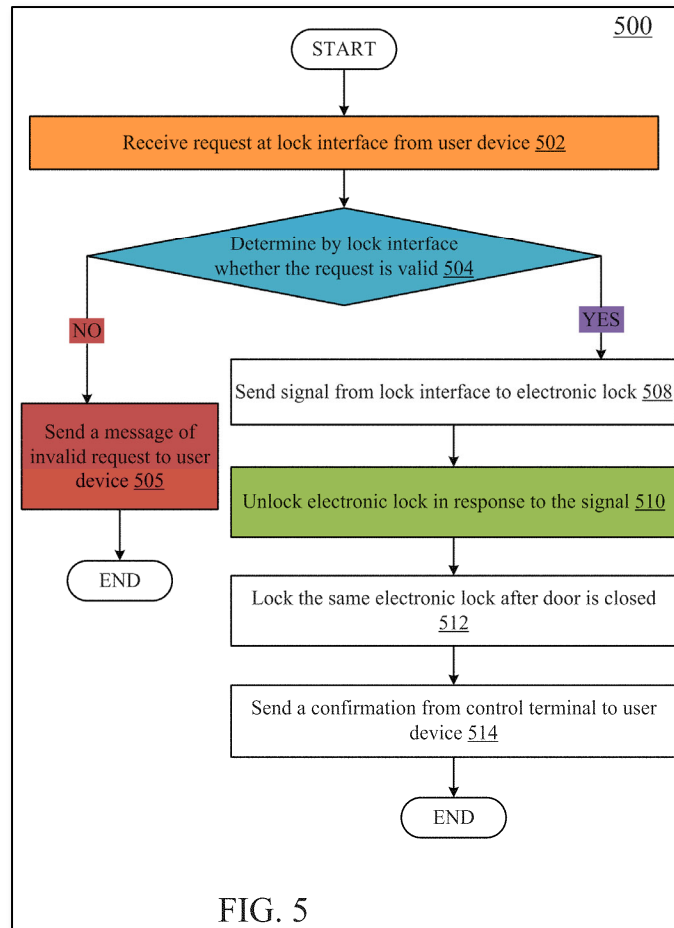 500
START
Receive request at lock interface from user device 502
Determine by lock interface
whether the request is valid 504
NO
YES
Send signal from lock interface to electronic lock 508
Send a message of
invalid request to user
device 505
Unlock electronic lock in response to the signal 510
END
Lock the same electronic lock after door is closed
512
Send a confirmation from control terminal to user
device 514
END
FIG. 5